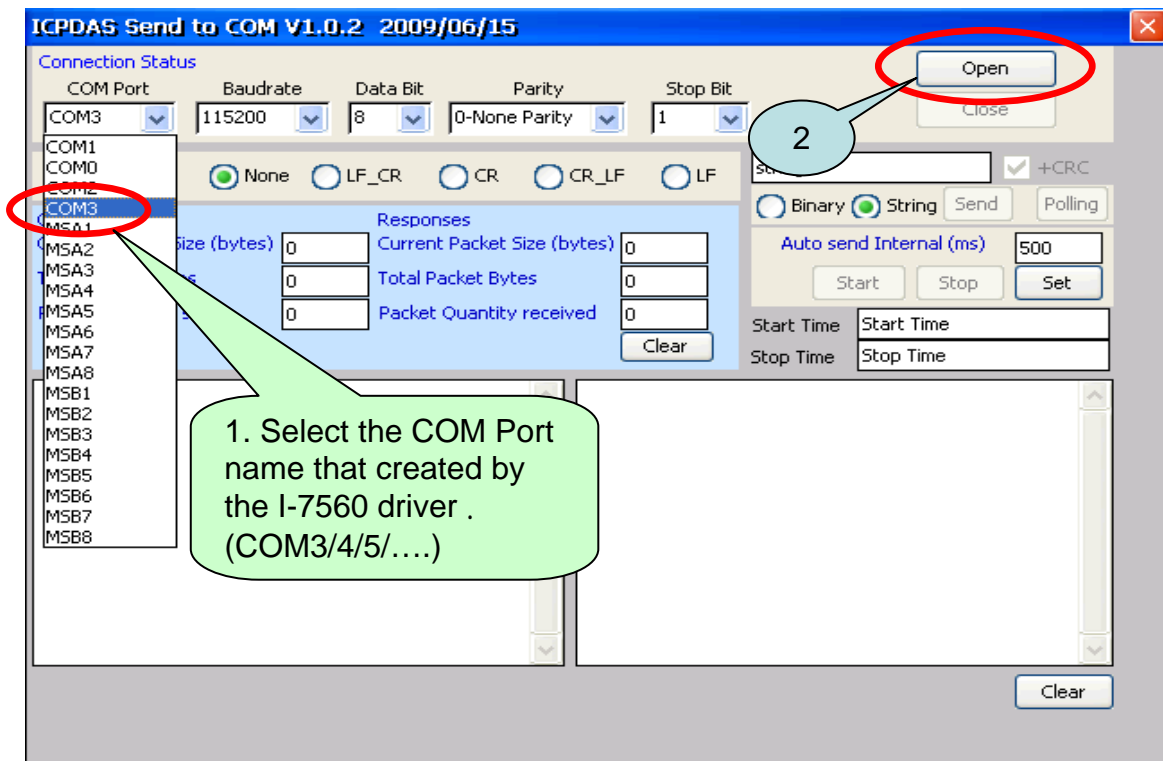 ICPDAS Send to COM V1.0.2 2009/06/15
Connection Status
COM Port Baudrate Data Bit Parity Stop Bit
COM3 115200 8 0-None Parity 1
Open
Close
2
COM1
COM0
COM2
COM3
MSA1
MSA2
MSA3
MSA4
MSA5
MSA6
MSA7
MSA8
MSB1
MSB2
MSB3
MSB4
MSB5
MSB6
MSB7
MSB8
None LF_CR CR CR_LF LF
+CRC
Binary String Send Polling
Size (bytes) 0
0
0
Responses
Current Packet Size (bytes) 0
Total Packet Bytes 0
Packet Quantity received 0
Clear
Auto send Internal (ms) 500
Start Stop Set
Start Time Start Time
Stop Time Stop Time
1. Select the COM Port
name that created by
the I-7560 driver .
(COM3/4/5/….)
Clear